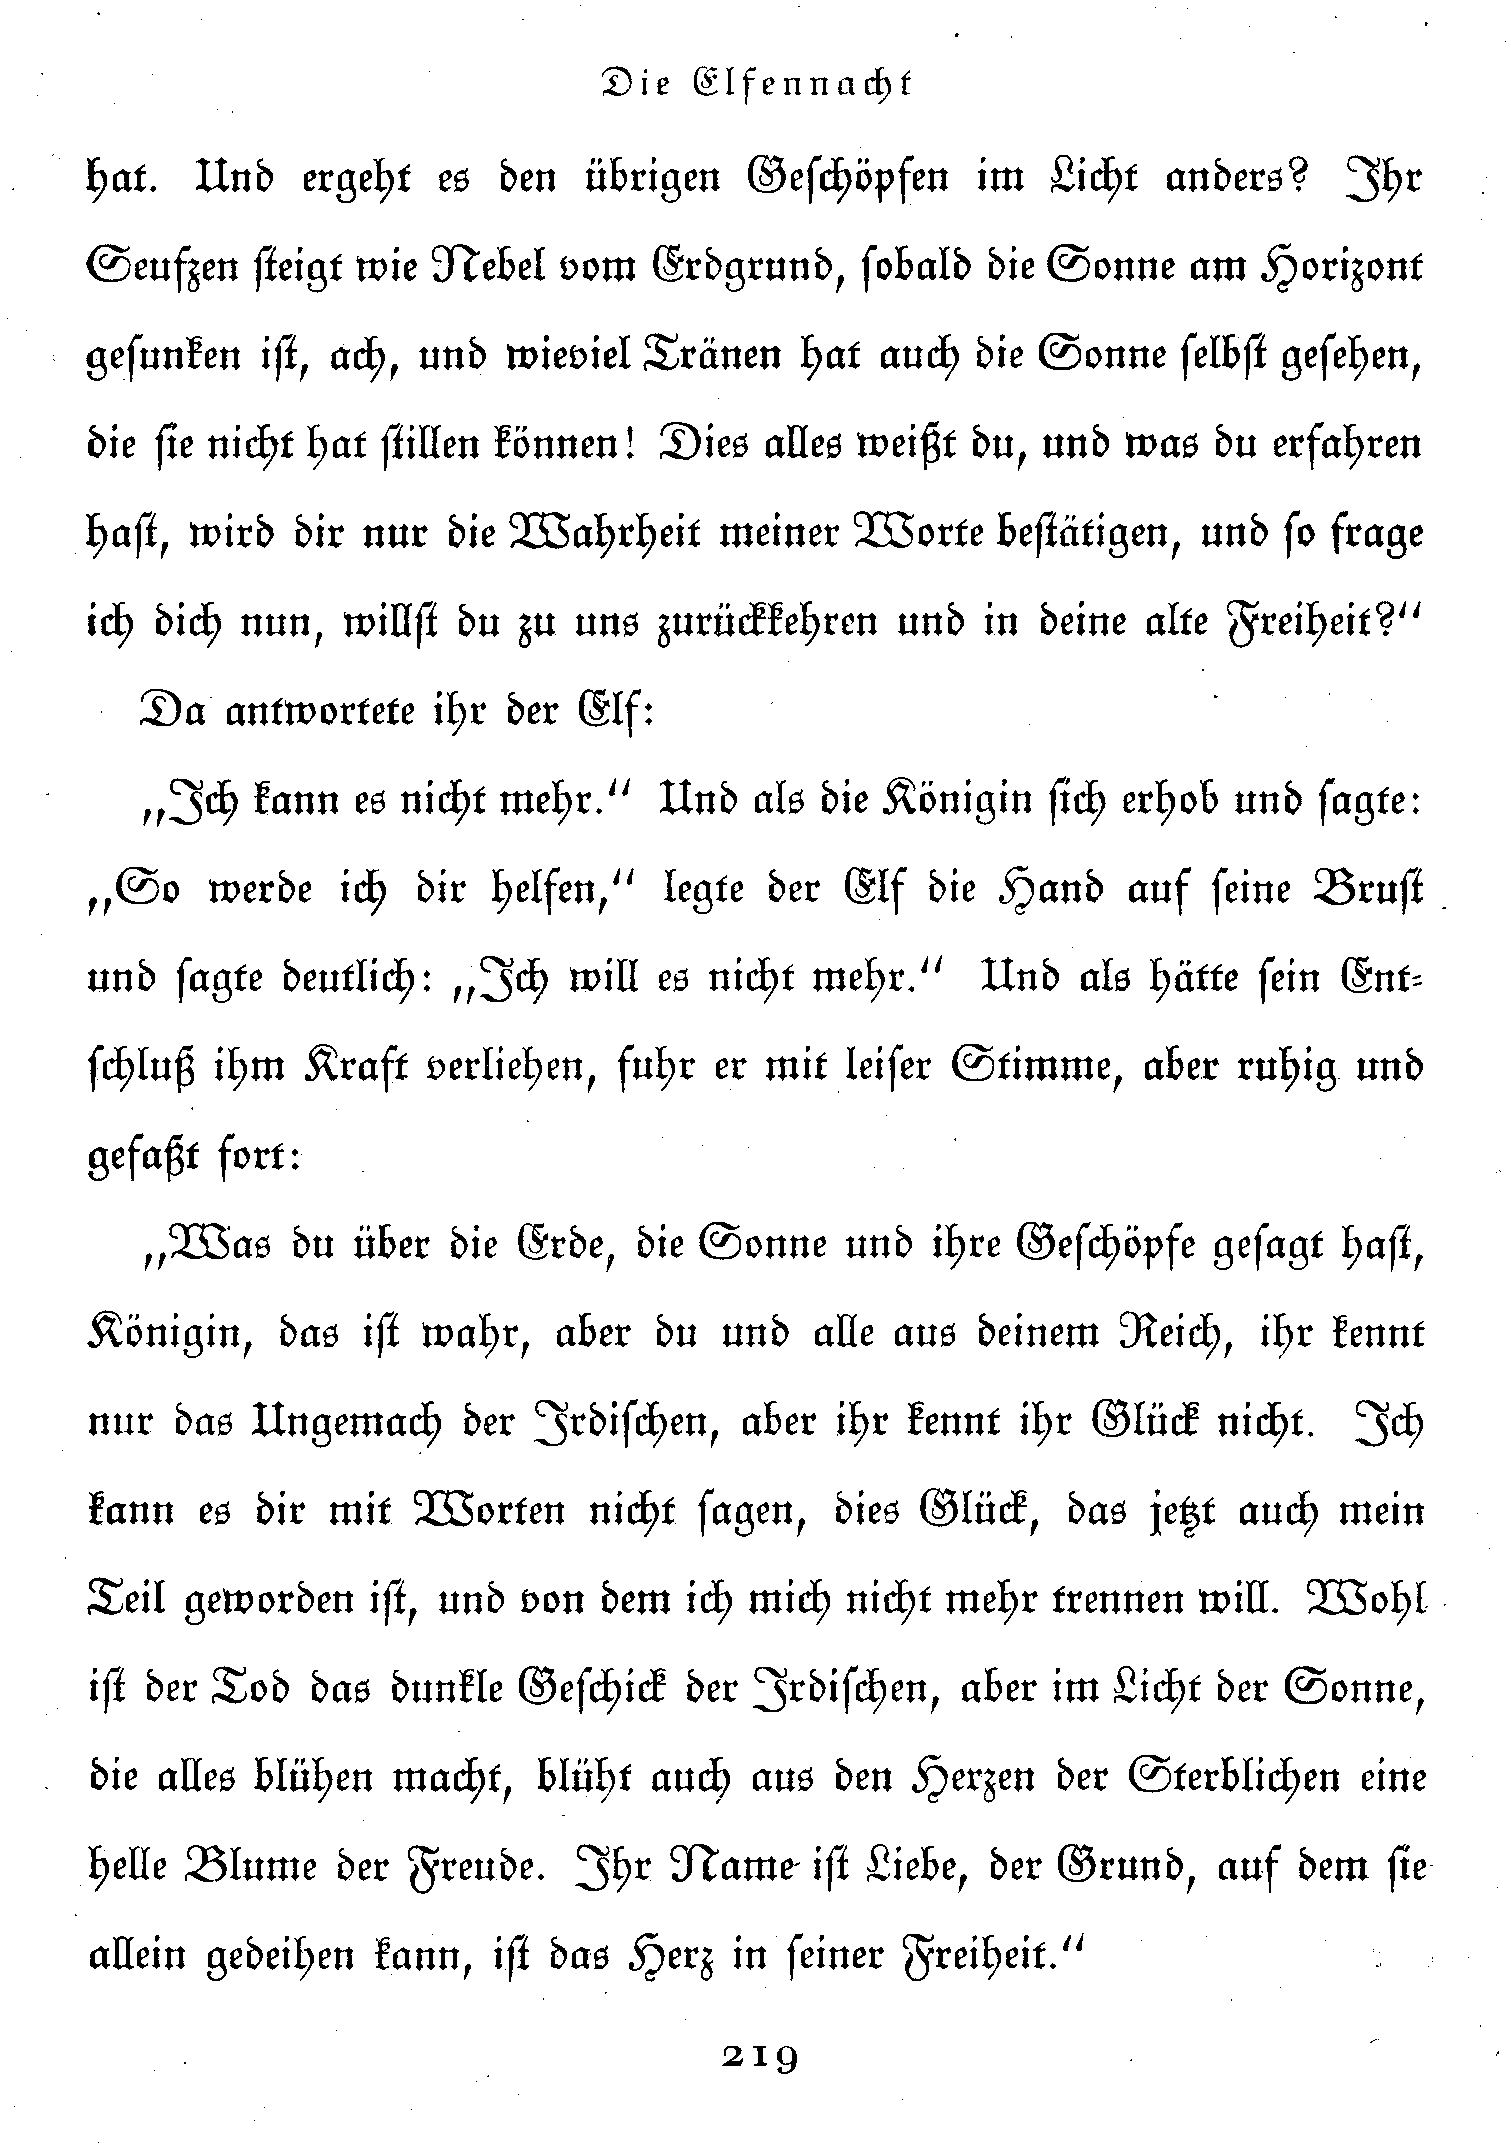 Die Elfennacht
hat. Und ergeht es den übrigen Geschöpfen im Licht anders? Ihr
Seufzen steigt wie Nebel vom Erdgrund, sobald die Sonne am Horizont
gesunken ist, ach, und wieviel Tränen hat auch die Sonne selbst gesehen,
die sie nicht hat stillen können! Dies alles weißt du, und was du erfahren
hast, wird dir nur die Wahrheit meiner Worte bestätigen, und so frage
ich dich nun, willst du zu uns zurückkehren und in deine alte Freiheit?“
Da antwortete ihr der Elf:
„Ich kann es nicht mehr.“ Und als die Königin sich erhob und sagte:
„So werde ich dir helfen,“ legte der Elf die Hand auf seine Brust
und sagte deutlich: „Ich will es nicht mehr.“ Und als hätte sein Ent-
schluß ihm Kraft verliehen, fuhr er mit leiser Stimme, aber ruhig und
gefaßt fort:
„Was du über die Erde, die Sonne und ihre Geschöpfe gesagt hast,
Königin, das ist wahr, aber du und alle aus deinem Reich, ihr kennt
nur das Ungemach der Irdischen, aber ihr kennt ihr Glück nicht. Ich
kann es dir mit Worten nicht sagen, dies Glück, das jetzt auch mein
Teil geworden ist, und von dem ich mich nicht mehr trennen will. Wohl
ist der Tod das dunkle Geschick der Irdischen, aber im Licht der Sonne,
die alles blühen macht, blüht auch aus den Herzen der Sterblichen eine
helle Blume der Freude. Ihr Name ist Liebe, der Grund, auf dem sie
allein gedeihen kann, ist das Herz in seiner Freiheit.“
219